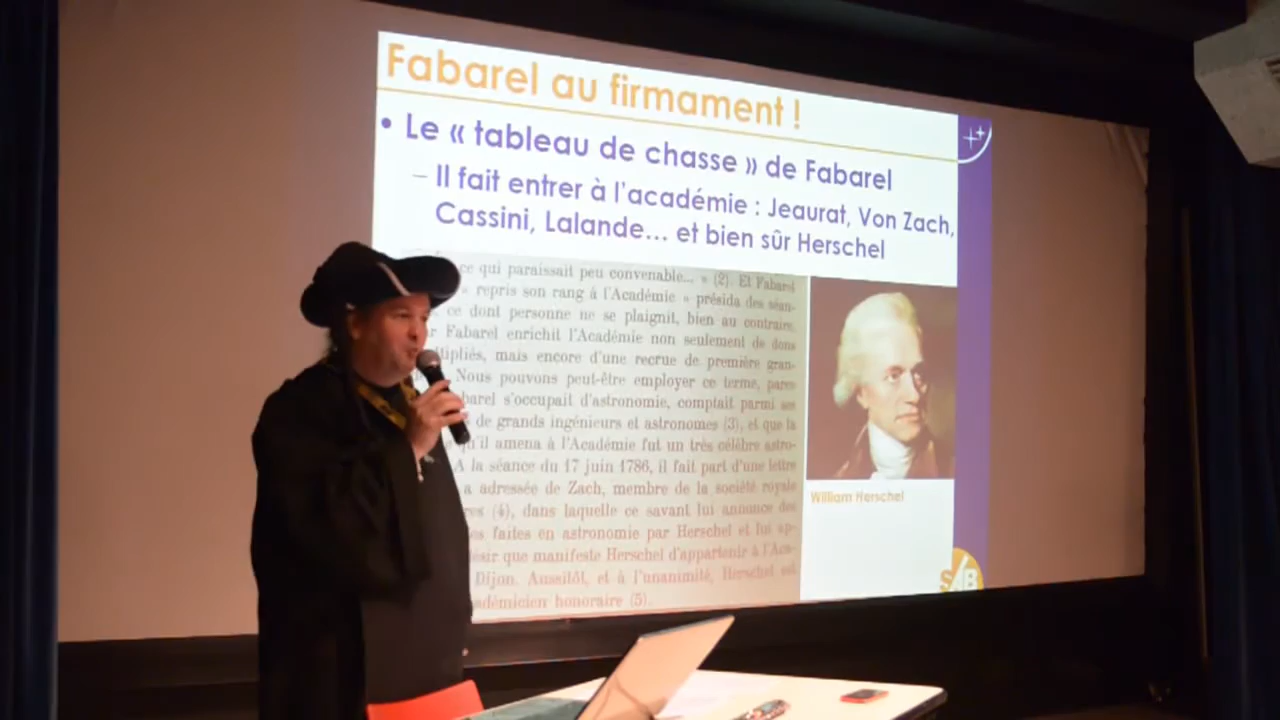 Fabarel au firmament !
• Le « tableau de chasse » de Fabarel
– Il fait entrer à l'académie : Jeaurat, Von Zach,
Cassini, Lalande... et bien sûr Herschel
ce qui paraissait peu convenable... » (2). Et Fabarel
» repris son rang à l'Académie « présida des séan-
ce dont personne ne se plaignit, bien au contraire,
Fabarel enrichit l'Académie non seulement de dons
ltipliés, mais encore d'une recrue de première gran-
Nous pouvons peut-être employer ce terme, parce
barel s'occupait d'astronomie, comptait parmi ses
de grands ingénieurs et astronomes (3), et que la
qu'il amena à l'Académie fut un très célèbre astro-
A la séance du 17 juin 1786, il fait part d'une lettre
a adressée de Zach, membre de la société royale
res (4), dans laquelle ce savant lui annonce des
es faites en astronomie par Herschel et lui ap-
ésir que manifeste Herschel d'appartenir à l'Aca-
Dijon. Aussitôt, et à l'unanimité, Herschel est
adémicien honoraire (5).
William Herschel
SAB